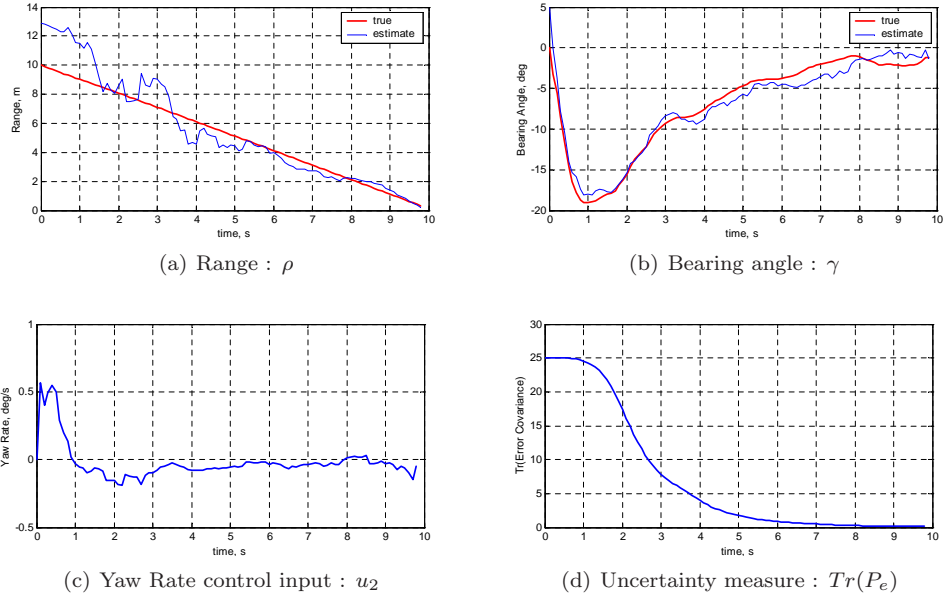 14
12
10
8
6
4
2
0
Range, m
true
estimate
0 1 2 3 4 5 6 7 8 9 10
time, s
(a) Range : ρ
5
0
-5
-10
-15
-20
Bearing Angle, deg
true
estimate
0 1 2 3 4 5 6 7 8 9 10
time, s
(b) Bearing angle : γ
1
0.5
0
-0.5
Yaw Rate, deg/s
0 1 2 3 4 5 6 7 8 9 10
time, s
(c) Yaw Rate control input : u₂
30
25
20
15
10
5
0
Tr(Error Covariance)
0 1 2 3 4 5 6 7 8 9 10
time, s
(d) Uncertainty measure : Tr(Pₑ)